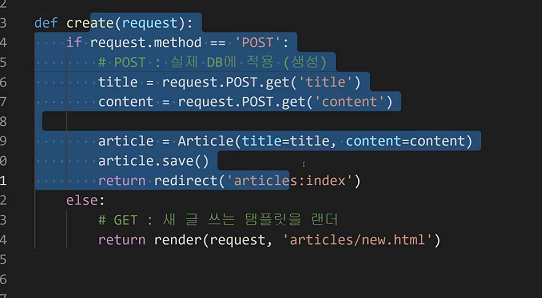 3 def create(request):
4 if request.method == 'POST':
5 # POST : 실제 DB에 적용 (생성)
6 title = request.POST.get('title')
7 content = request.POST.get('content')
8
9 article = Article(title=title, content=content)
0 article.save()
1 return redirect('articles:index')
2 else:
3 # GET : 새 글 쓰는 탬플릿을 랜더
4 return render(request, 'articles/new.html')
5
6